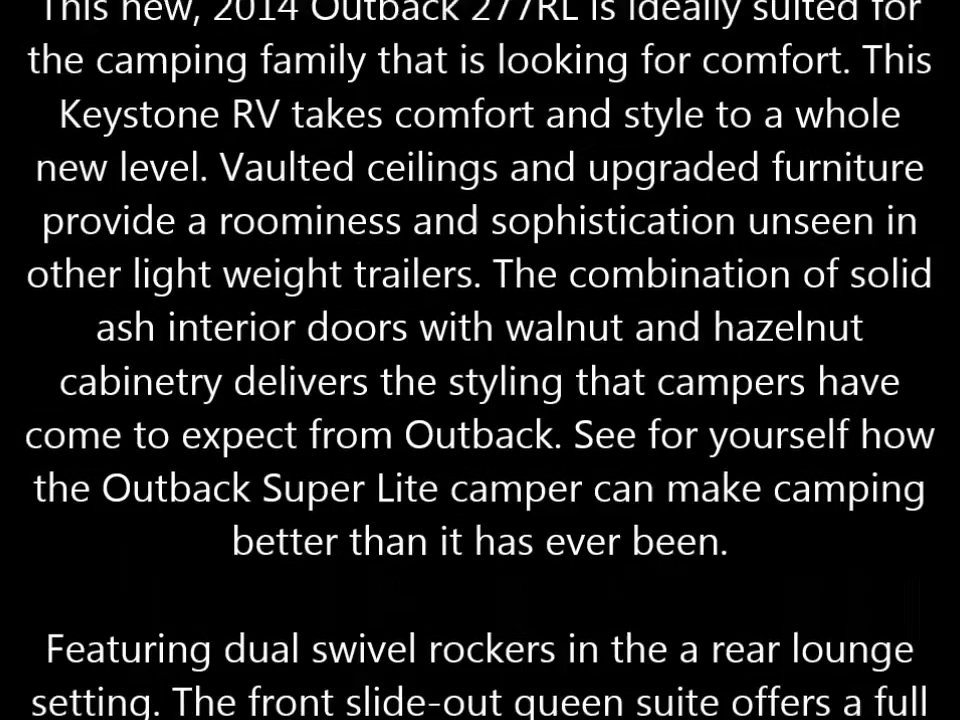 This new, 2014 Outback 277RL is ideally suited for
the camping family that is looking for comfort. This
Keystone RV takes comfort and style to a whole
new level. Vaulted ceilings and upgraded furniture
provide a roominess and sophistication unseen in
other light weight trailers. The combination of solid
ash interior doors with walnut and hazelnut
cabinetry delivers the styling that campers have
come to expect from Outback. See for yourself how
the Outback Super Lite camper can make camping
better than it has ever been.
Featuring dual swivel rockers in the a rear lounge
setting. The front slide-out queen suite offers a full